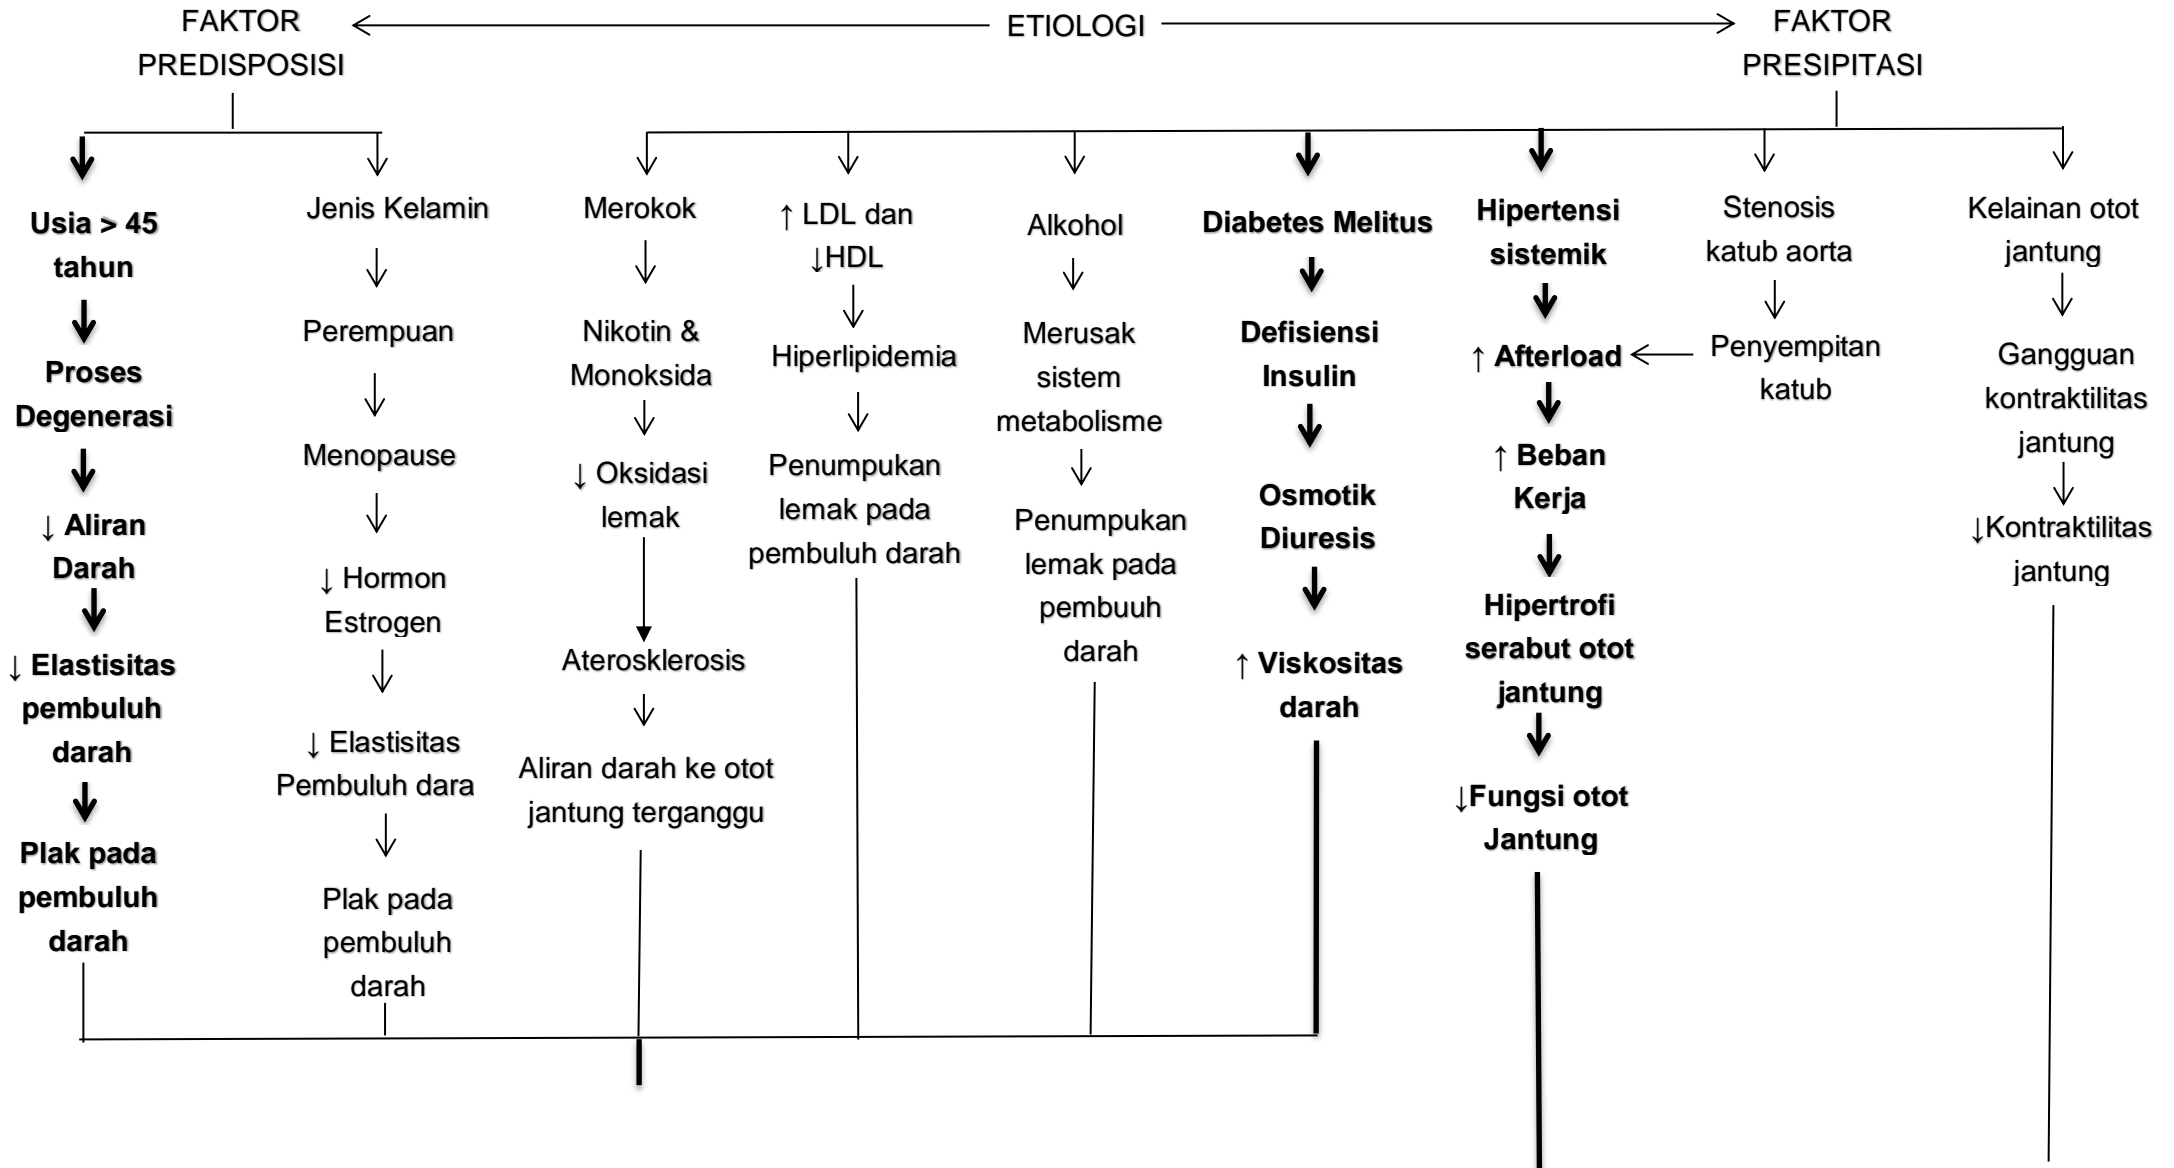 FAKTOR
PREDISPOSISI
ETIOLOGI
FAKTOR
PRESIPITASI
Usia > 45
tahun
Proses
Degenerasi
↓ Aliran
Darah
↓ Elastisitas
pembuluh
darah
Plak pada
pembuluh
darah
Jenis Kelamin
Perempuan
Menopause
↓ Hormon
Estrogen
↓ Elastisitas
Pembuluh dara
Plak pada
pembuluh
darah
Merokok
Nikotin &
Monoksida
↓ Oksidasi
lemak
Aterosklerosis
Aliran darah ke otot
jantung terganggu
↑ LDL dan
↓HDL
Hiperlipidemia
Penumpukan
lemak pada
pembuluh darah
Alkohol
Merusak
sistem
metabolisme
Penumpukan
lemak pada
pembuuh
darah
Diabetes Melitus
Defisiensi
Insulin
Osmotik
Diuresis
↑ Viskositas
darah
Hipertensi
sistemik
↑ Afterload
↑ Beban
Kerja
Hipertrofi
serabut otot
jantung
↓Fungsi otot
Jantung
Stenosis
katub aorta
Penyempitan
katub
Kelainan otot
jantung
Gangguan
kontraktilitas
jantung
↓Kontraktilitas
jantung